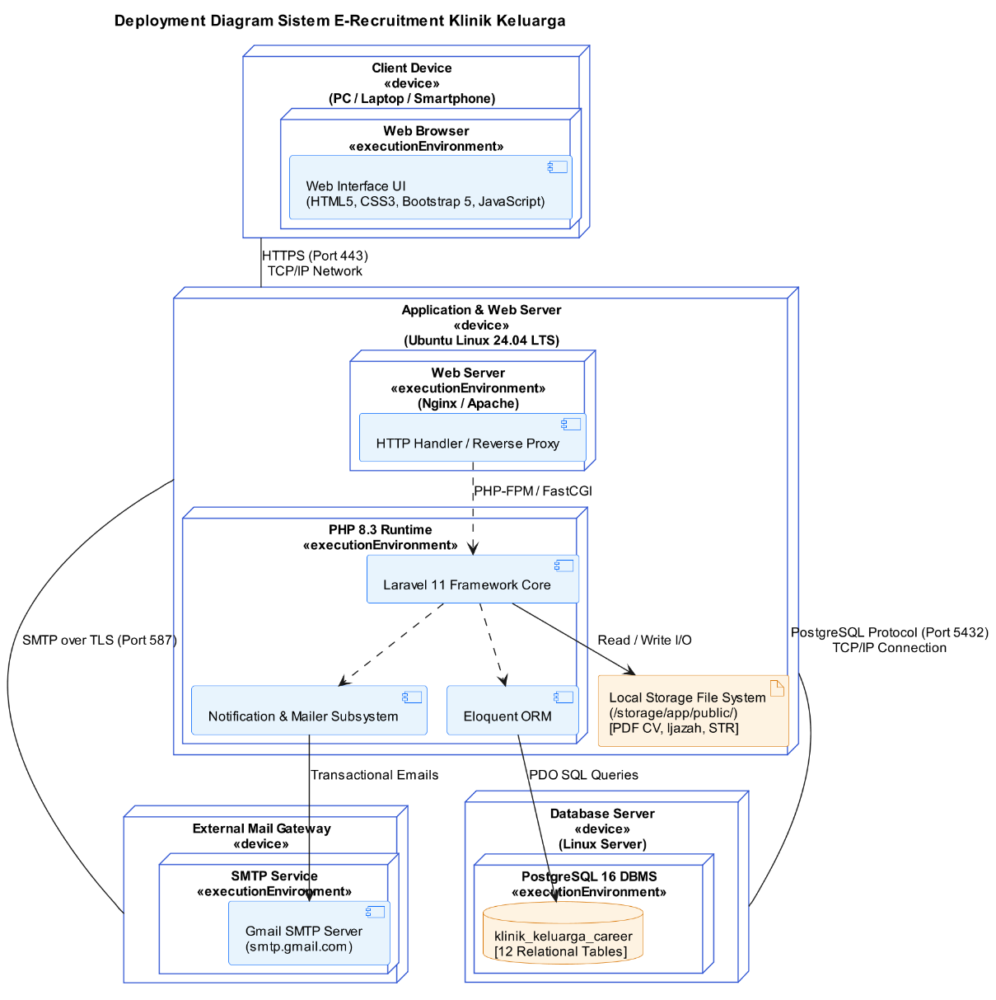 Deployment Diagram Sistem E-Recruitment Klinik Keluarga
Client Device
«device»
(PC / Laptop / Smartphone)
Web Browser
«executionEnvironment»
Web Interface UI
(HTML5, CSS3, Bootstrap 5, JavaScript)
HTTPS (Port 443)
TCP/IP Network
Application & Web Server
«device»
(Ubuntu Linux 24.04 LTS)
Web Server
«executionEnvironment»
(Nginx / Apache)
HTTP Handler / Reverse Proxy
PHP-FPM / FastCGI
PHP 8.3 Runtime
«executionEnvironment»
Laravel 11 Framework Core
SMTP over TLS (Port 587)
Read / Write I/O
PostgreSQL Protocol (Port 5432)
TCP/IP Connection
Notification & Mailer Subsystem
Eloquent ORM
Local Storage File System
(/storage/app/public/)
[PDF CV, Ijazah, STR]
Transactional Emails
PDO SQL Queries
External Mail Gateway
«device»
SMTP Service
«executionEnvironment»
Gmail SMTP Server
(smtp.gmail.com)
Database Server
«device»
(Linux Server)
PostgreSQL 16 DBMS
«executionEnvironment»
klinik_keluarga_career
[12 Relational Tables]